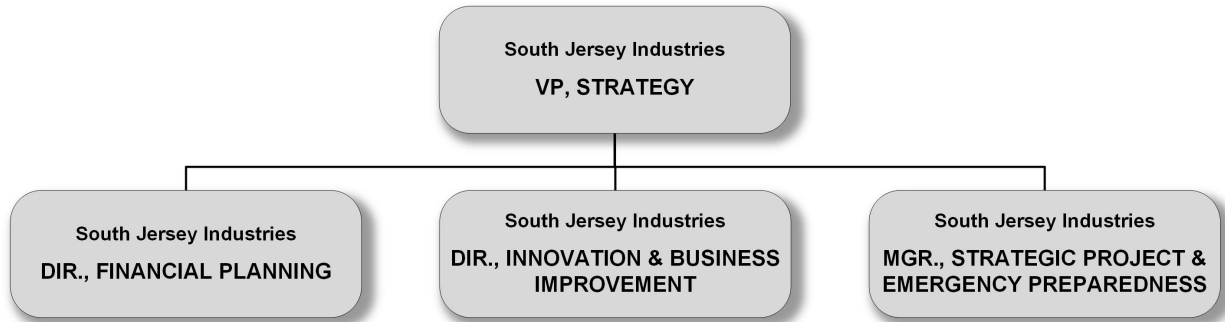 South Jersey Industries
VP, STRATEGY
South Jersey Industries
DIR., FINANCIAL PLANNING
South Jersey Industries
DIR., INNOVATION & BUSINESS
IMPROVEMENT
South Jersey Industries
MGR., STRATEGIC PROJECT &
EMERGENCY PREPAREDNESS